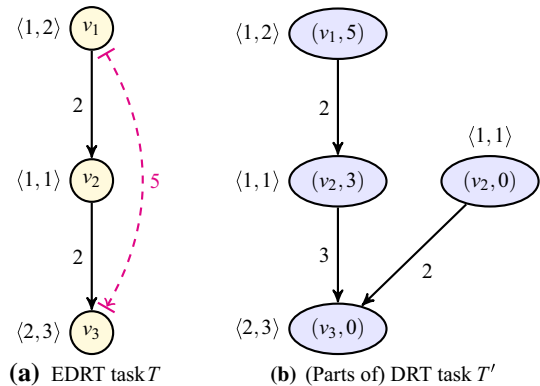 ⟨1,2⟩ v₁
2
⟨1,1⟩ v₂
5
2
⟨2,3⟩ v₃
(a) EDRT task T
⟨1,2⟩ (v₁,5)
2
⟨1,1⟩
⟨1,1⟩ (v₂,3)
(v₂,0)
3
2
⟨2,3⟩ (v₃,0)
(b) (Parts of) DRT task T′